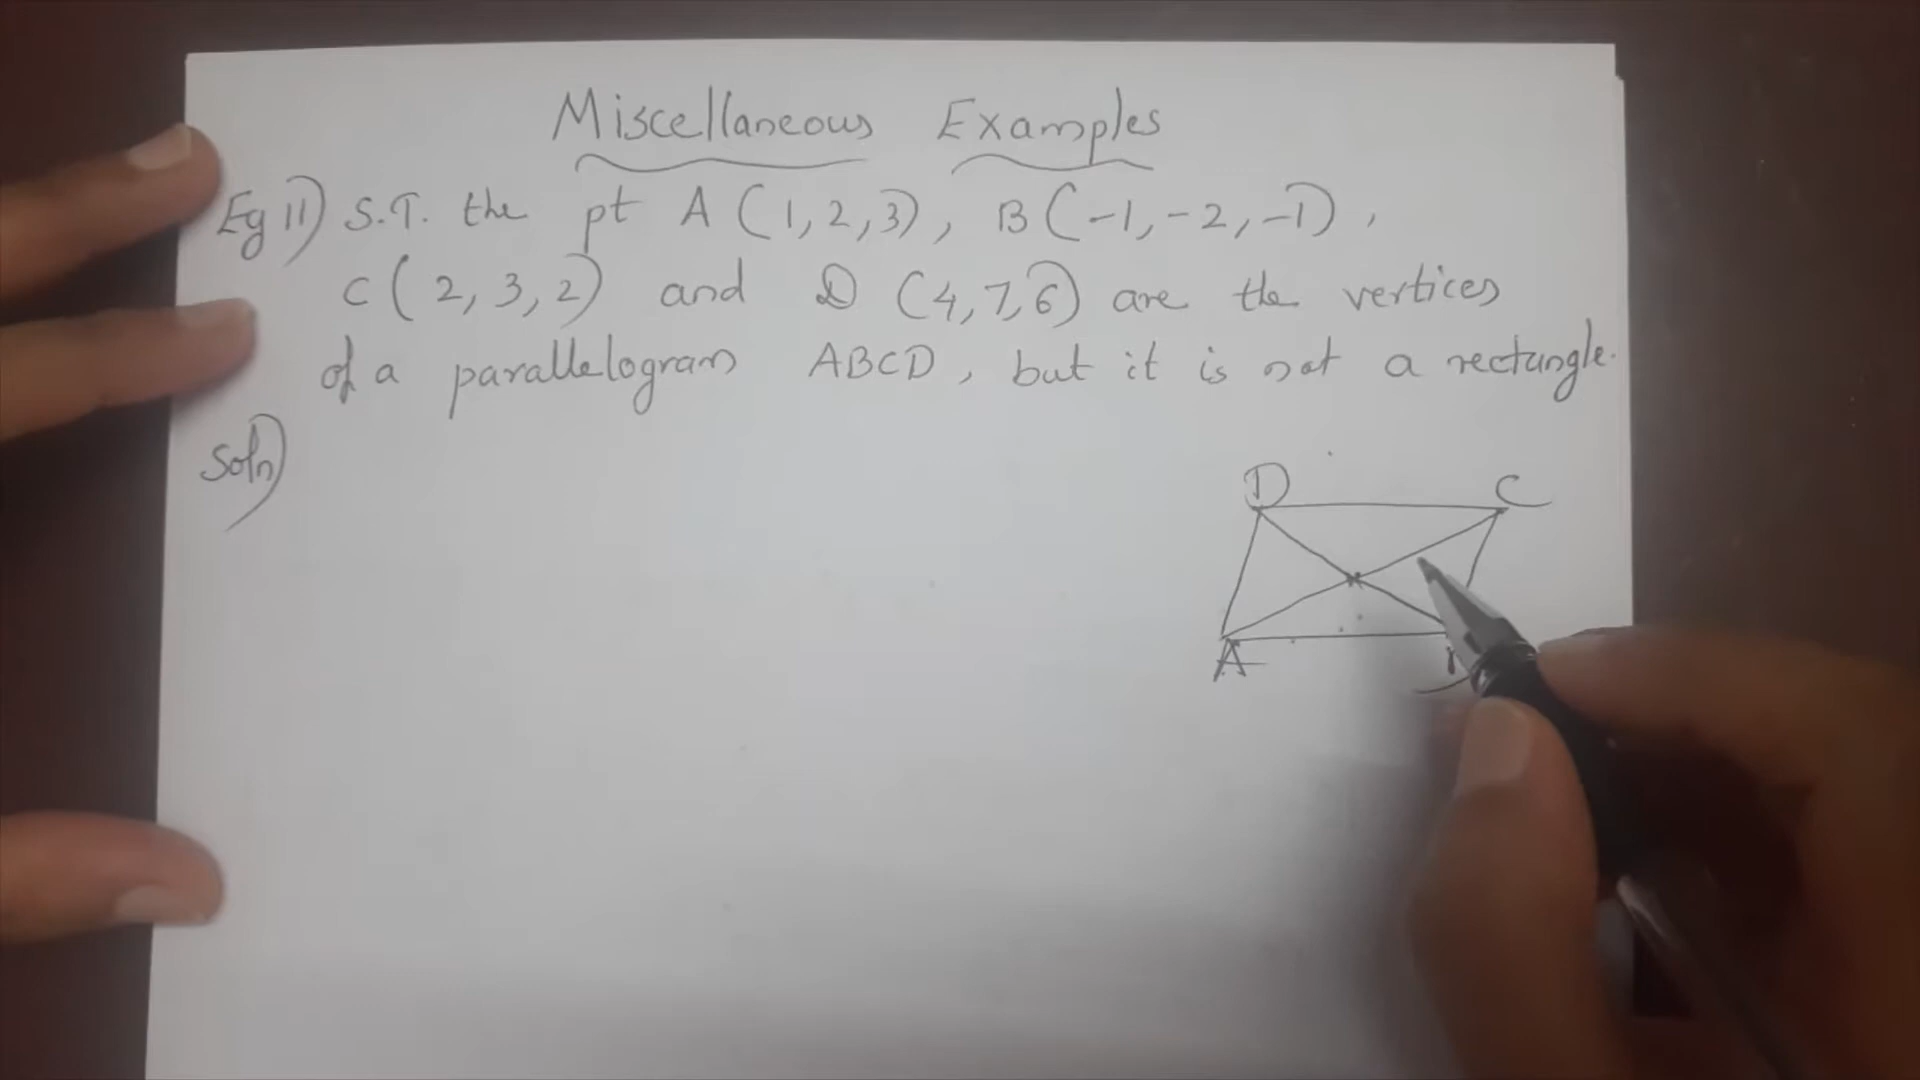 Miscellaneous Examples
Eg 11) S.T. the pt A (1, 2, 3), B (-1, -2, -1),
C (2, 3, 2) and D (4, 7, 6) are the vertices
of a parallelogram ABCD, but it is not a rectangle.
Soln)
D C
A